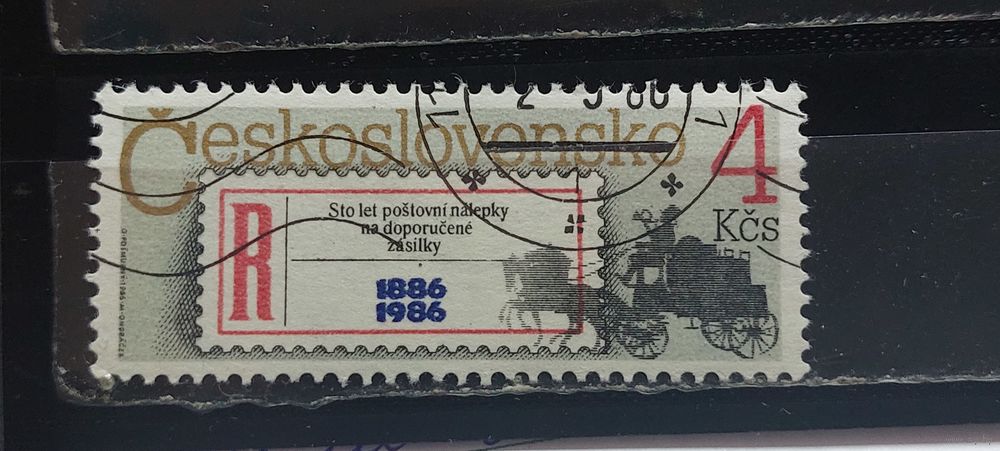 Československo
4
Kčs
R
Sto let poštovní nálepky
na doporučené
zásilky
1886
1986